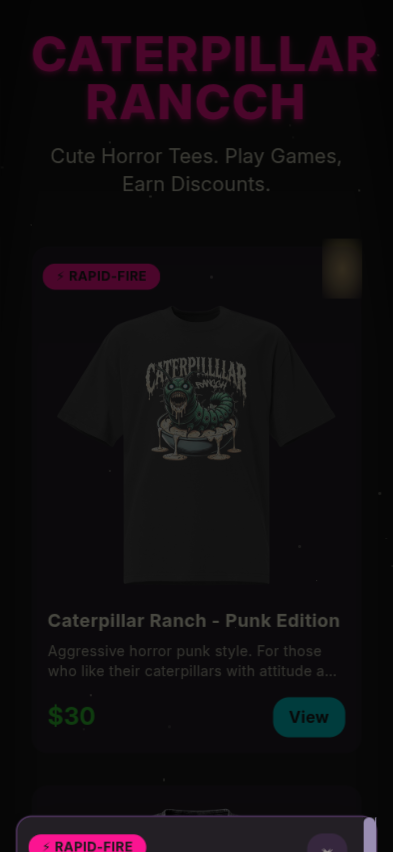 CATERPILLAR
RANCCH
Cute Horror Tees. Play Games,
Earn Discounts.
⚡ RAPID-FIRE
CATERPILLLAR
Caterpillar Ranch - Punk Edition
Aggressive horror punk style. For those
who like their caterpillars with attitude a...
$30
View
⚡ RAPID-FIRE